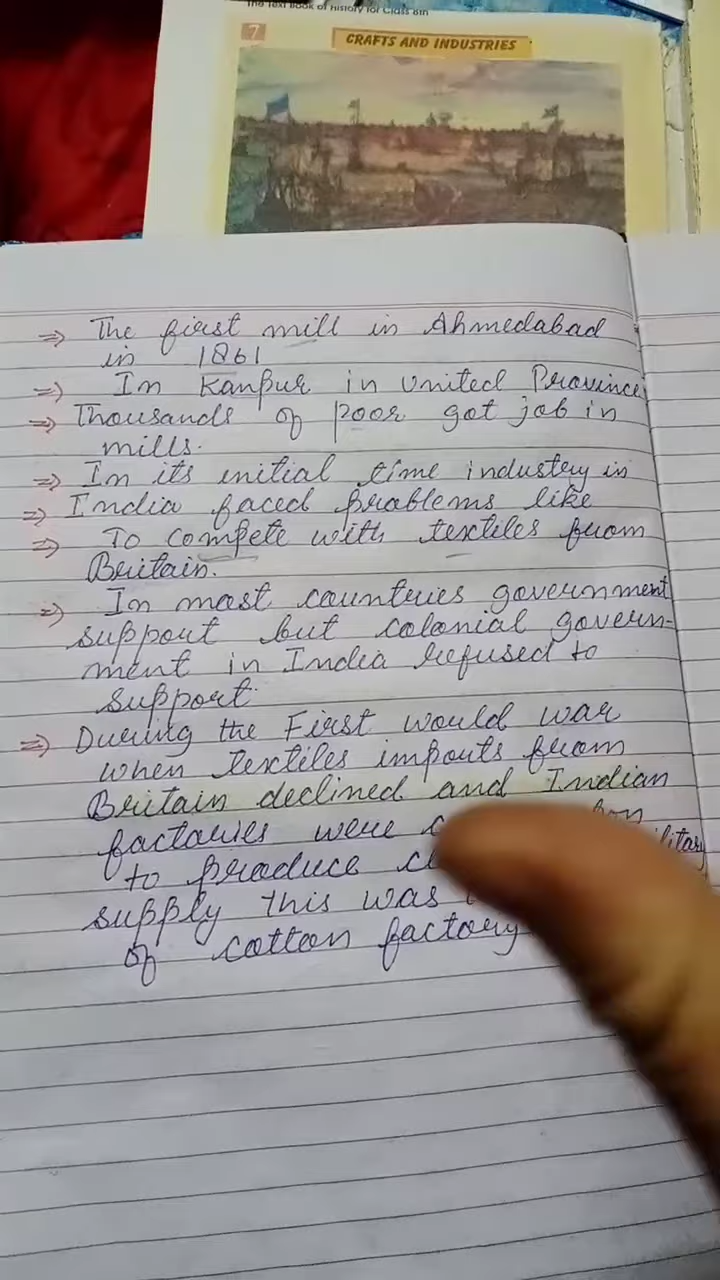 The Text Book of History for Class 8th
7
CRAFTS AND INDUSTRIES
⇒ The first mill in Ahmedabad
in 1861
⇒ In Kanpur in United Province
⇒ Thousands of poor got job in
mills.
⇒ In its initial time industry in
⇒ India faced problems like
⇒ To compete with textiles from
Britain.
⇒ In most countries government
support but colonial govern-
ment in India refused to
support.
⇒ During the First would war
when textiles imports from
Britain declined and Indian
factories were
to produce military
supply this was
of cotton factory